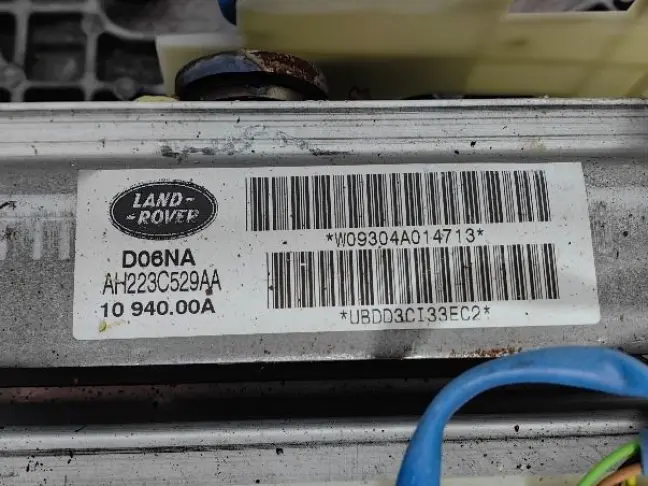 LAND-
-ROVER
D06NA
AH223C529AA
10 940.00A
*W09304A014713*
*UBDD3CI33EC2*